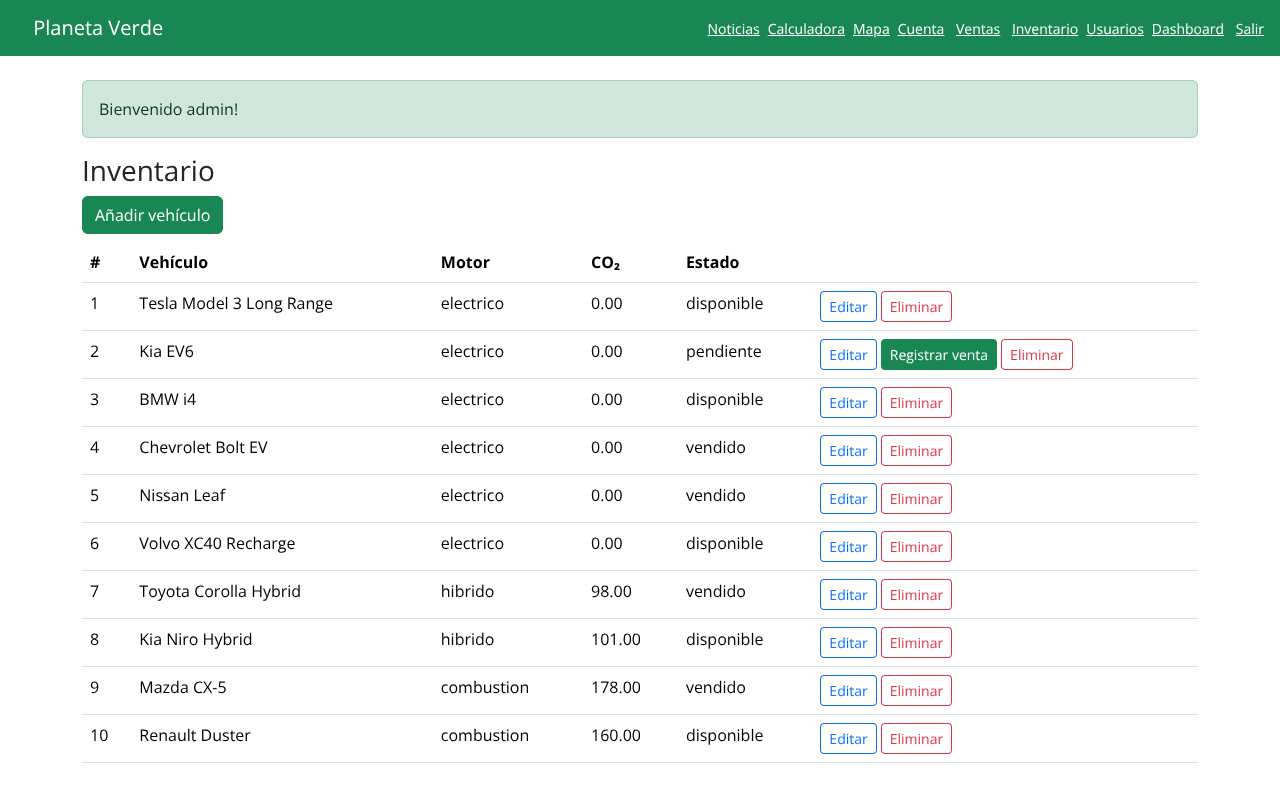 Planeta Verde Noticias Calculadora Mapa Cuenta Ventas Inventario Usuarios Dashboard Salir
Bienvenido admin!
Inventario
Añadir vehículo
# Vehículo Motor CO₂ Estado
1 Tesla Model 3 Long Range electrico 0.00 disponible Editar Eliminar
2 Kia EV6 electrico 0.00 pendiente Editar Registrar venta Eliminar
3 BMW i4 electrico 0.00 disponible Editar Eliminar
4 Chevrolet Bolt EV electrico 0.00 vendido Editar Eliminar
5 Nissan Leaf electrico 0.00 vendido Editar Eliminar
6 Volvo XC40 Recharge electrico 0.00 disponible Editar Eliminar
7 Toyota Corolla Hybrid hibrido 98.00 vendido Editar Eliminar
8 Kia Niro Hybrid hibrido 101.00 disponible Editar Eliminar
9 Mazda CX-5 combustion 178.00 vendido Editar Eliminar
10 Renault Duster combustion 160.00 disponible Editar Eliminar